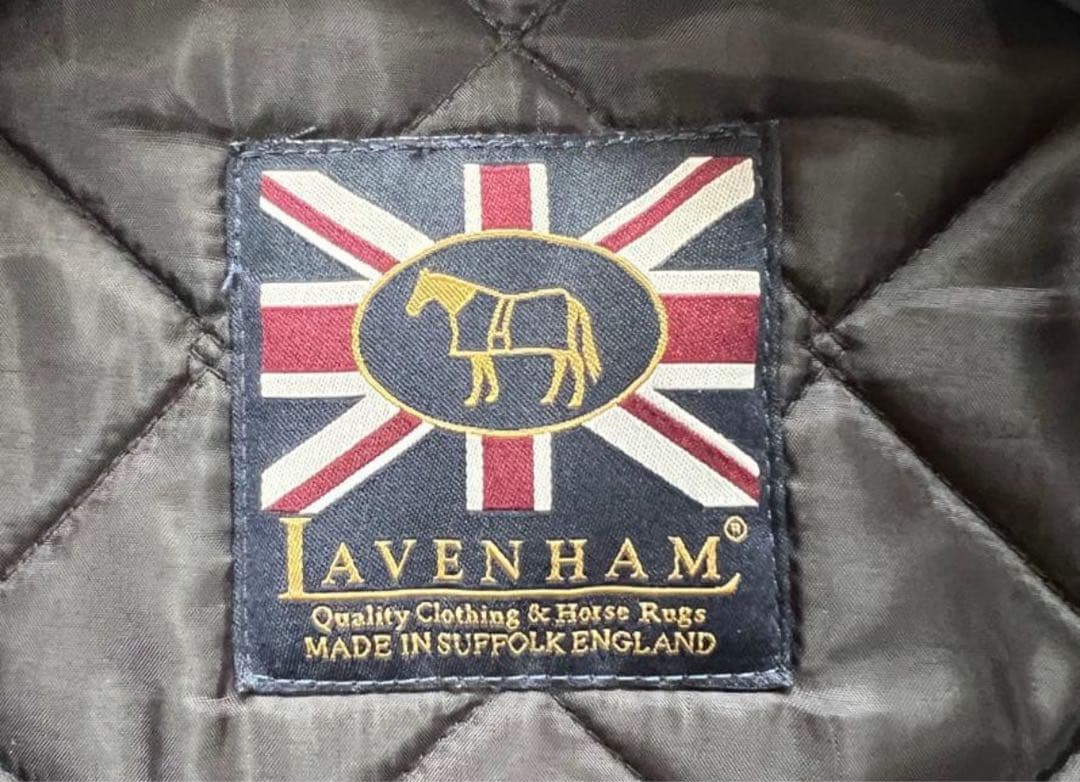 LAVENHAM®
Quality Clothing & Horse Rugs
MADE IN SUFFOLK ENGLAND